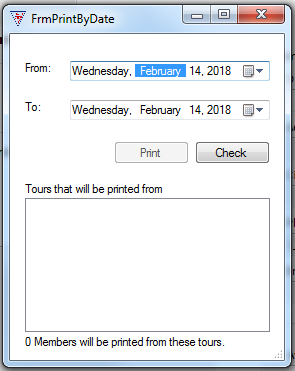 FrmPrintByDate
From: Wednesday, February 14, 2018
To: Wednesday, February 14, 2018
Print Check
Tours that will be printed from
0 Members will be printed from these tours.